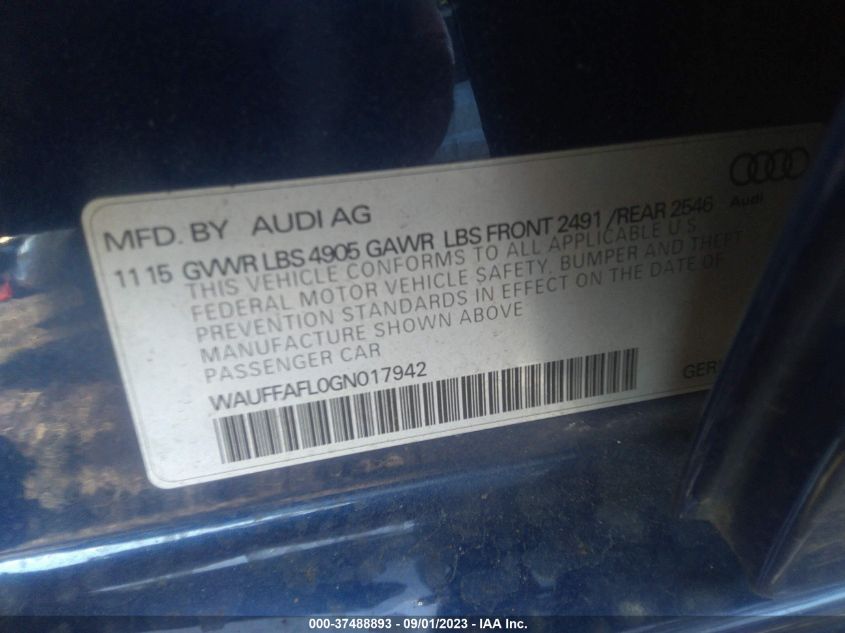 MFD. BY AUDI AG
Audi
11 15 GVWR LBS 4905 GAWR LBS FRONT 2491 /REAR 2546
THIS VEHICLE CONFORMS TO ALL APPLICABLE U.S.
FEDERAL MOTOR VEHICLE SAFETY, BUMPER AND THEFT
PREVENTION STANDARDS IN EFFECT ON THE DATE OF
MANUFACTURE SHOWN ABOVE
PASSENGER CAR
WAUFFAFL0GN017942
000-37488893 - 09/01/2023 - IAA Inc.